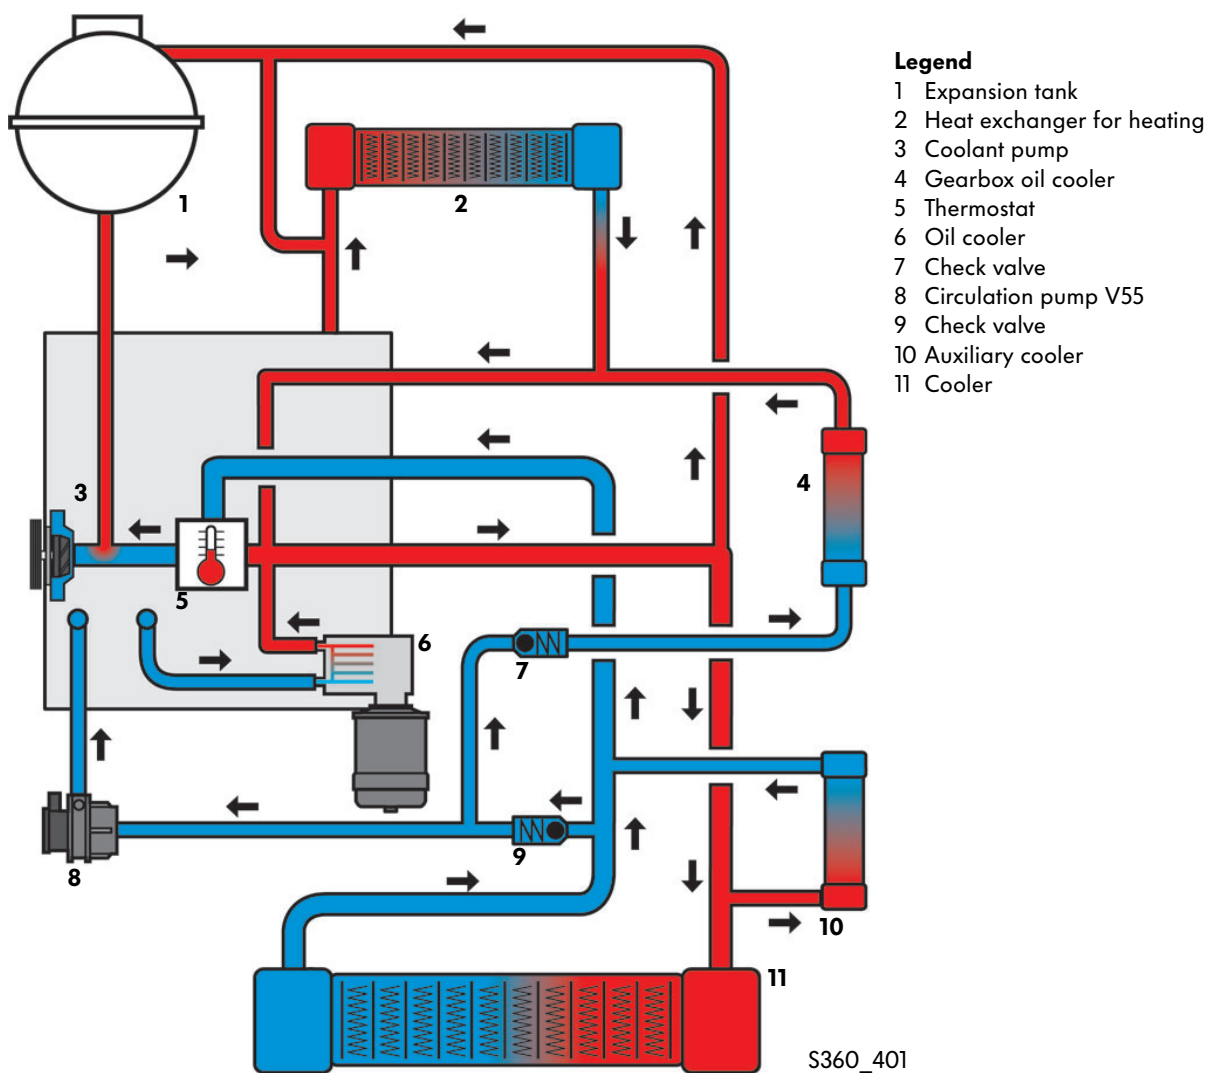 Legend
1 Expansion tank
2 Heat exchanger for heating
3 Coolant pump
4 Gearbox oil cooler
5 Thermostat
6 Oil cooler
7 Check valve
8 Circulation pump V55
9 Check valve
10 Auxiliary cooler
11 Cooler
1
2
3
4
5
6
7
8
9
10
11
S360_401